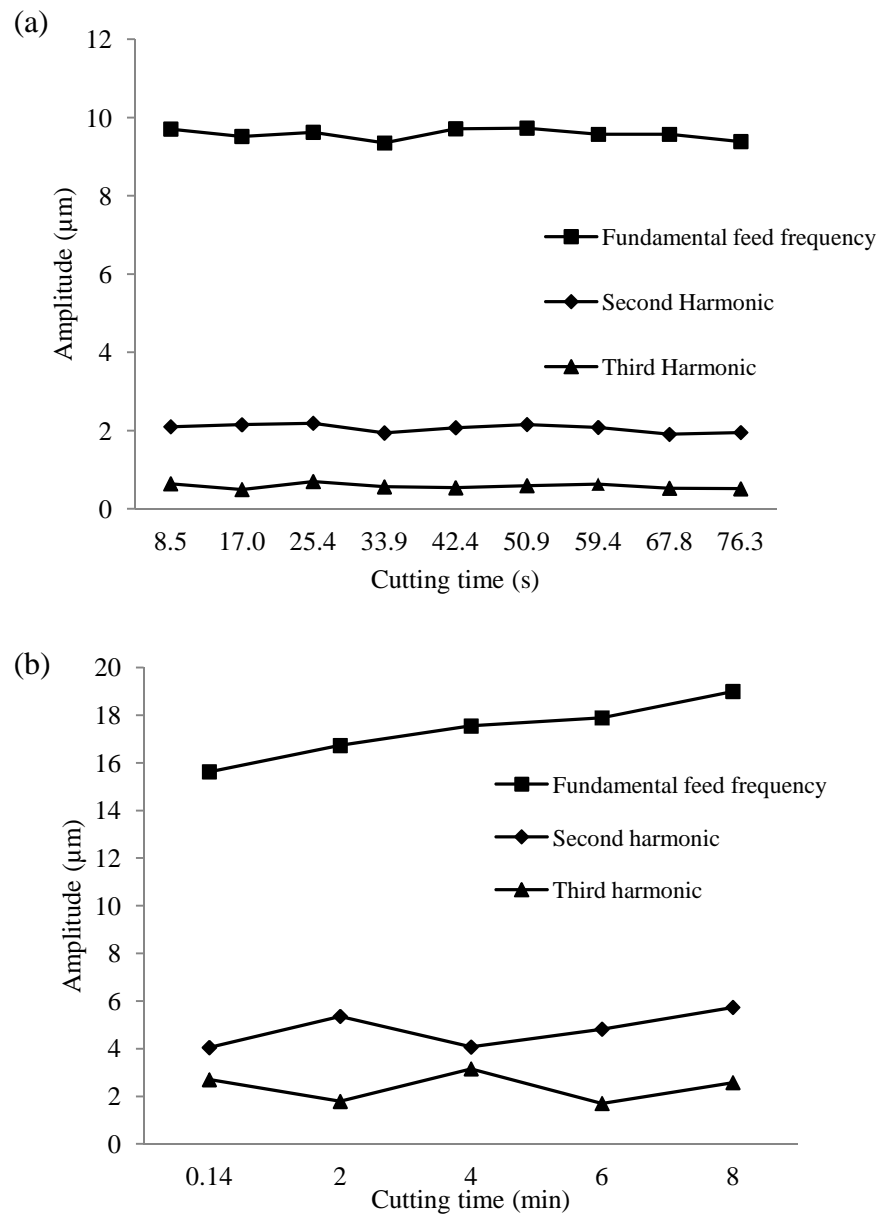 (a)
12
10
8
6
4
2
0
Amplitude (µm)
Fundamental feed frequency
Second Harmonic
Third Harmonic
8.5 17.0 25.4 33.9 42.4 50.9 59.4 67.8 76.3
Cutting time (s)
(b)
20
18
16
14
12
10
8
6
4
2
0
Amplitude (µm)
Fundamental feed frequency
Second harmonic
Third harmonic
0.14 2 4 6 8
Cutting time (min)